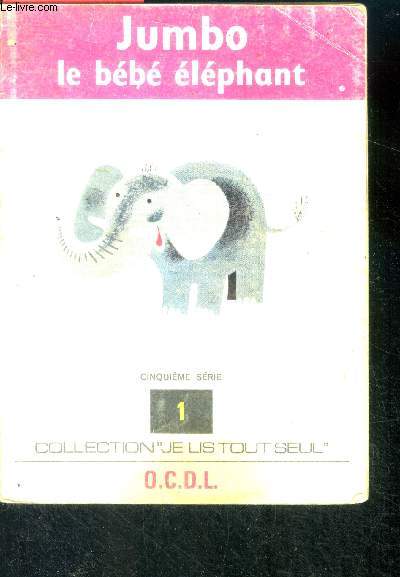 Le-livre.com
Jumbo
le bébé éléphant
CINQUIÈME SÉRIE
1
COLLECTION "JE LIS TOUT SEUL"
O.C.D.L.